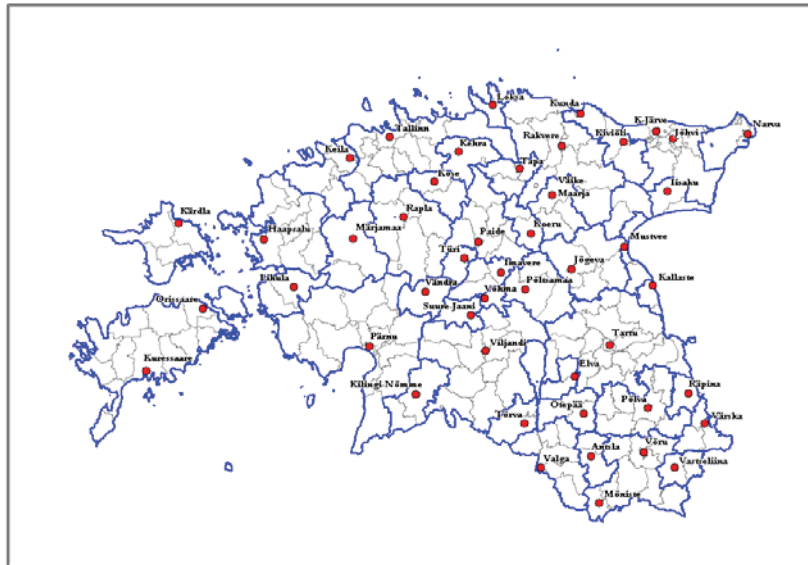 Loksa
Kunda
Tallinn
K-Järve
Jõhvi
Narva
Rakvere
Kiviõli
Keila
Kehra
Tapa
Kose
Väike
Maarja
Iisaku
Kärdla
Rapla
Haapsalu
Märjamaa
Paide
Koeru
Mustvee
Türi
Imavere
Jõgeva
Lihula
Vändra
Võhma
Põltsamaa
Kallaste
Orissaare
Suure-Jaani
Pärnu
Viljandi
Tartu
Kuressaare
Elva
Kilingi-Nõmme
Otepää
Põlva
Räpina
Tõrva
Värska
Antsla
Võru
Valga
Vastseliina
Mõniste